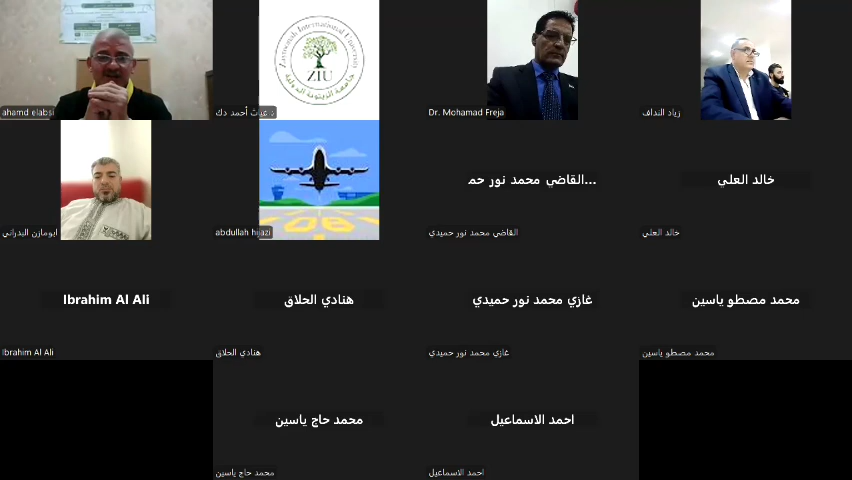 ahamd elabsi
Zaytoonah International University
ZIU
جامعة الزيتونة الدولية
د غياث أحمد دك
Dr. Mohamad Freja
زياد النداف
ابومازن البدراني
abdullah hijazi
القاضي محمد نور حم...
القاضي محمد نور حميدي
خالد العلي
خالد العلي
Ibrahim Al Ali
Ibrahim Al Ali
هنادي الحلاق
هنادي الحلاق
غازي محمد نور حميدي
غازي محمد نور حميدي
محمد مصطو ياسين
محمد مصطو ياسين
محمد حاج ياسين
محمد حاج ياسين
احمد الاسماعيل
احمد الاسماعيل